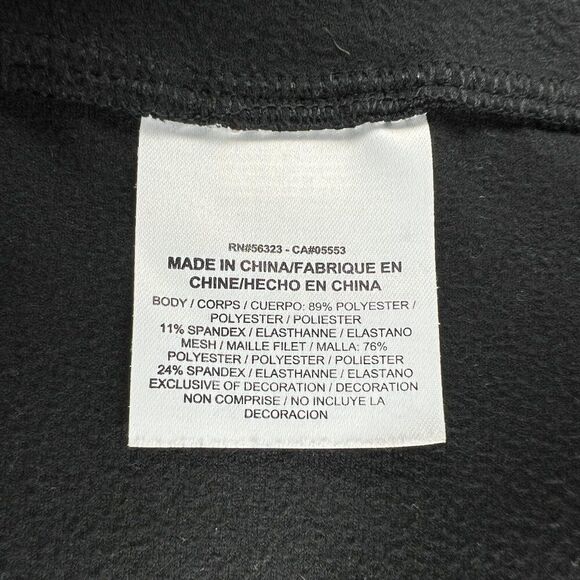 RN#56323 - CA#05553
MADE IN CHINA/FABRIQUE EN
CHINE/HECHO EN CHINA
BODY / CORPS / CUERPO: 89% POLYESTER /
POLYESTER / POLIESTER
11% SPANDEX / ELASTHANNE / ELASTANO
MESH / MAILLE FILET / MALLA: 76%
POLYESTER / POLYESTER / POLIESTER
24% SPANDEX / ELASTHANNE / ELASTANO
EXCLUSIVE OF DECORATION / DECORATION
NON COMPRISE / NO INCLUYE LA
DECORACION